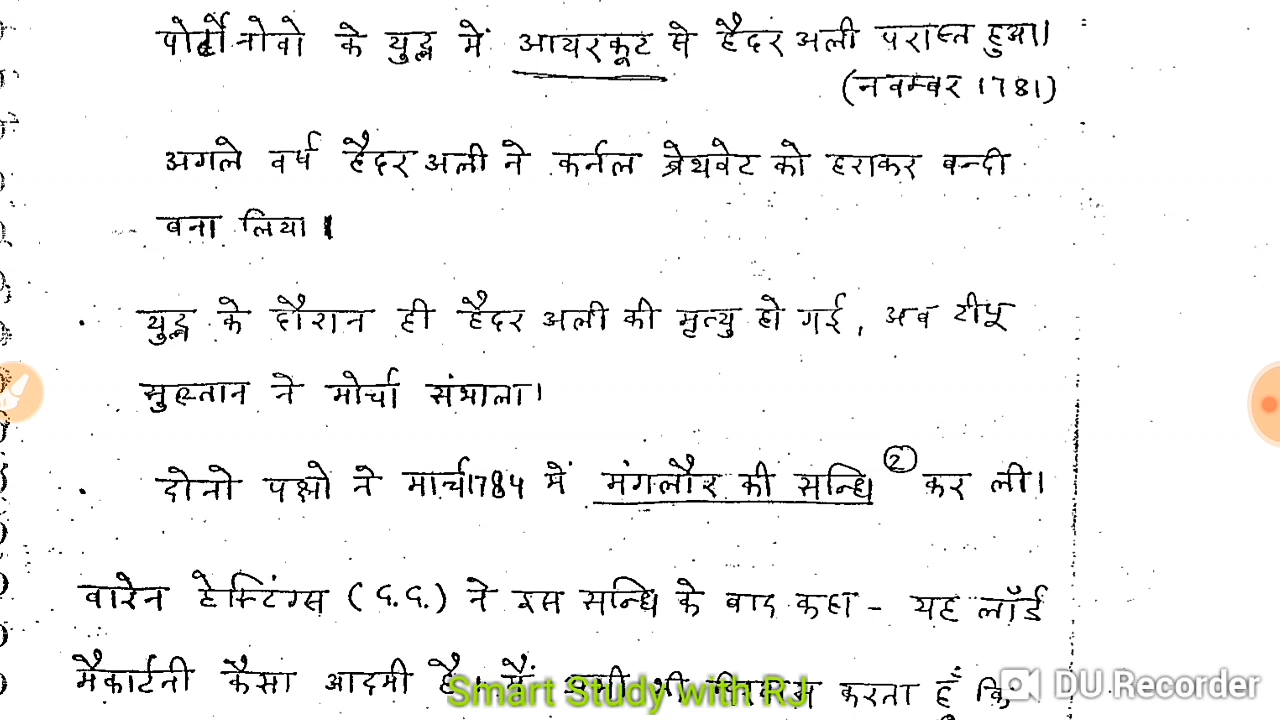 पोर्टो नोवो के युद्ध में आयरकूट से हैदर अली परास्त हुआ।
(नवम्बर 1781)
अगले वर्ष हैदर अली ने कर्नल ब्रेथवेट को हराकर बन्दी
बना लिया।
. युद्ध के दौरान ही हैदर अली की मृत्यु हो गई, अब टीपू
सुल्तान ने मोर्चा संभाला।
. दोनो पक्षो ने मार्च 1784 में मंगलौर की सन्धि ② कर ली।
वारेन हेस्टिंग्स (G.G.) ने इस सन्धि के बाद कहा - यह लॉर्ड
मैकार्टनी कैसा आदमी है। मैं करता हूँ कि
Smart Study with RJ
DU Recorder